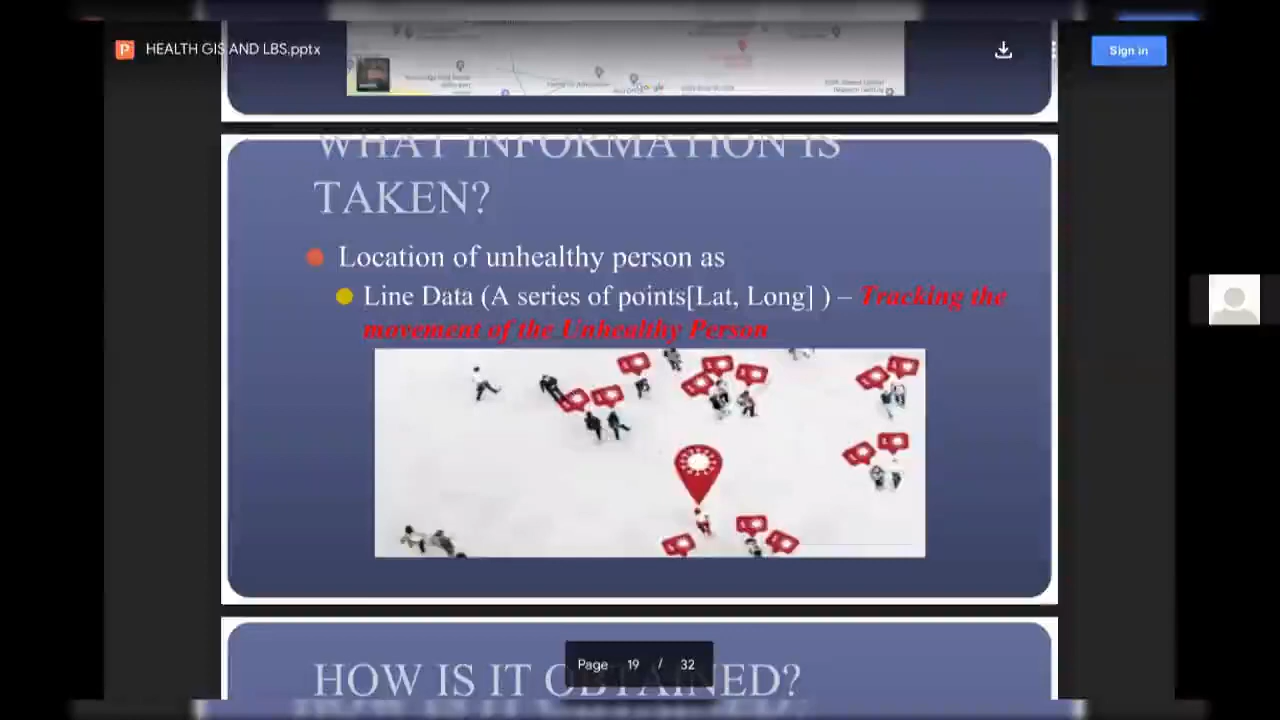 HEALTH GIS AND LBS.pptx
Sign in
Google
WHAT INFORMATION IS
TAKEN?
Location of unhealthy person as
Line Data (A series of points[Lat, Long] ) – Tracking the
movement of the Unhealthy Person
HOW IS IT OBTAINED?
Page 19 / 32